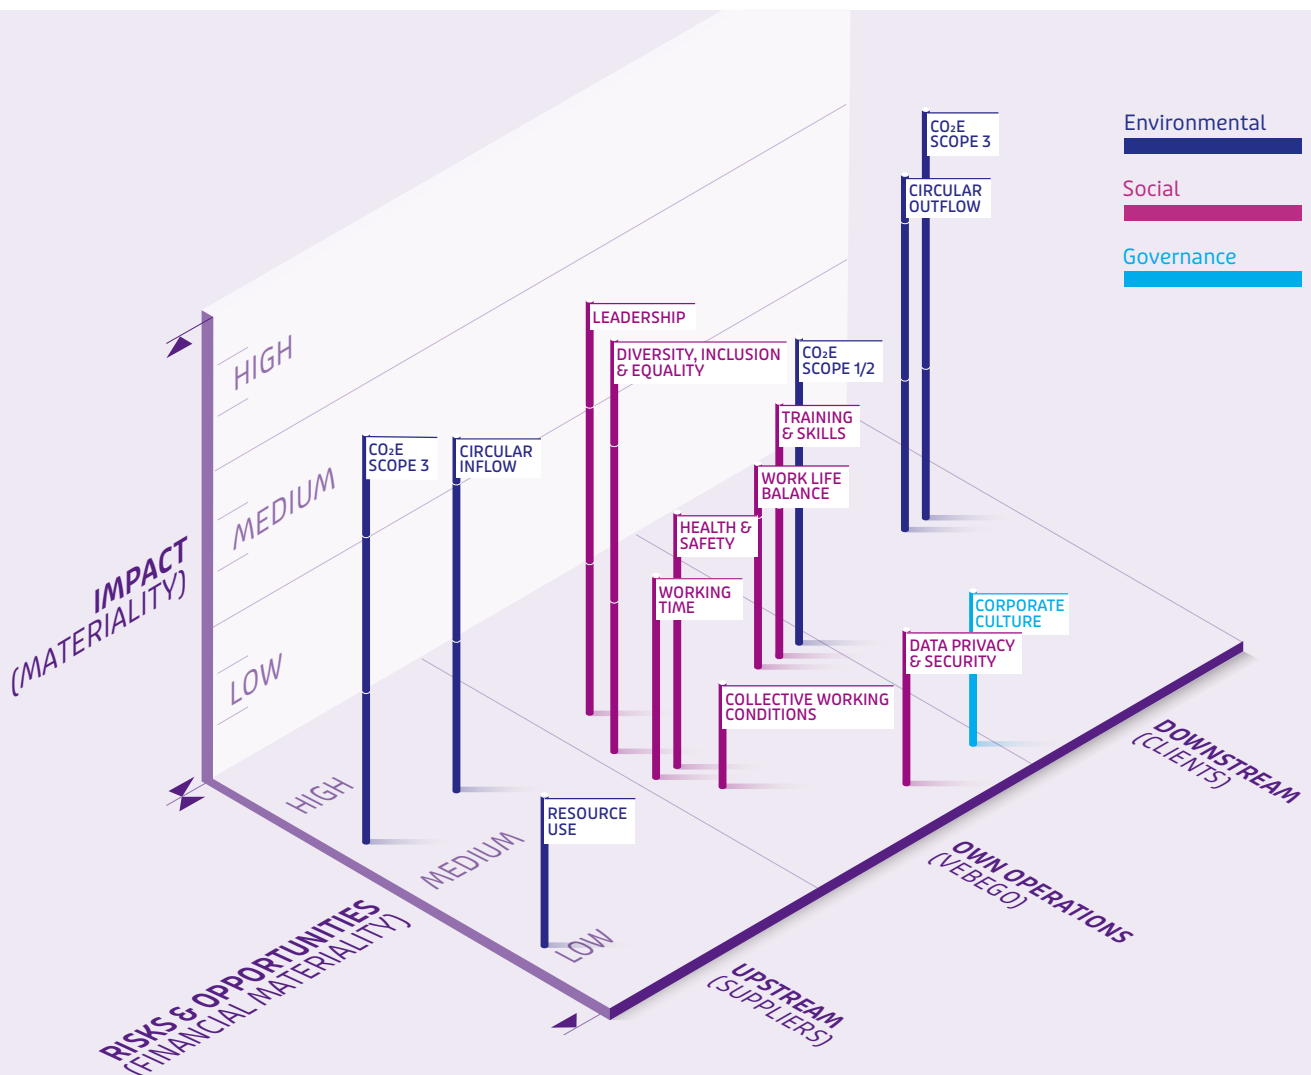 CO₂E
SCOPE 3
CIRCULAR
OUTFLOW
Environmental
Social
Governance
LEADERSHIP
DIVERSITY, INCLUSION
& EQUALITY
CO₂E
SCOPE 1/2
TRAINING
& SKILLS
WORK LIFE
BALANCE
HEALTH &
SAFETY
WORKING
TIME
CO₂E
SCOPE 3
CIRCULAR
INFLOW
COLLECTIVE WORKING
CONDITIONS
CORPORATE
CULTURE
DATA PRIVACY
& SECURITY
RESOURCE
USE
HIGH
MEDIUM
LOW
IMPACT
(MATERIALITY)
HIGH
MEDIUM
LOW
RISKS & OPPORTUNITIES
(FINANCIAL MATERIALITY)
UPSTREAM
(SUPPLIERS)
OWN OPERATIONS
(VEBEGO)
DOWNSTREAM
(CLIENTS)